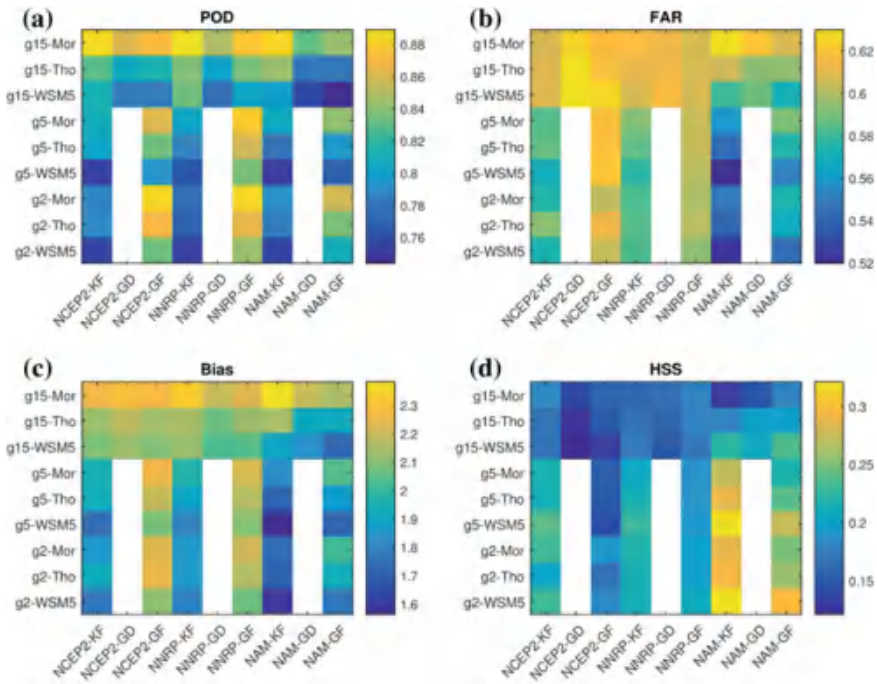 (a)
POD
g15-Mor
g15-Tho
g15-WSM5
g5-Mor
g5-Tho
g5-WSM5
g2-Mor
g2-Tho
g2-WSM5
0.88
0.86
0.84
0.82
0.8
0.78
0.76
NCEP2-KF
NCEP2-GD
NCEP2-GF
NNRP-KF
NNRP-GD
NNRP-GF
NAM-KF
NAM-GD
NAM-GF
(b)
FAR
g15-Mor
g15-Tho
g15-WSM5
g5-Mor
g5-Tho
g5-WSM5
g2-Mor
g2-Tho
g2-WSM5
0.62
0.6
0.58
0.56
0.54
0.52
NCEP2-KF
NCEP2-GD
NCEP2-GF
NNRP-KF
NNRP-GD
NNRP-GF
NAM-KF
NAM-GD
NAM-GF
(c)
Bias
g15-Mor
g15-Tho
g15-WSM5
g5-Mor
g5-Tho
g5-WSM5
g2-Mor
g2-Tho
g2-WSM5
2.3
2.2
2.1
2
1.9
1.8
1.7
1.6
NCEP2-KF
NCEP2-GD
NCEP2-GF
NNRP-KF
NNRP-GD
NNRP-GF
NAM-KF
NAM-GD
NAM-GF
(d)
HSS
g15-Mor
g15-Tho
g15-WSM5
g5-Mor
g5-Tho
g5-WSM5
g2-Mor
g2-Tho
g2-WSM5
0.3
0.25
0.2
0.15
NCEP2-KF
NCEP2-GD
NCEP2-GF
NNRP-KF
NNRP-GD
NNRP-GF
NAM-KF
NAM-GD
NAM-GF